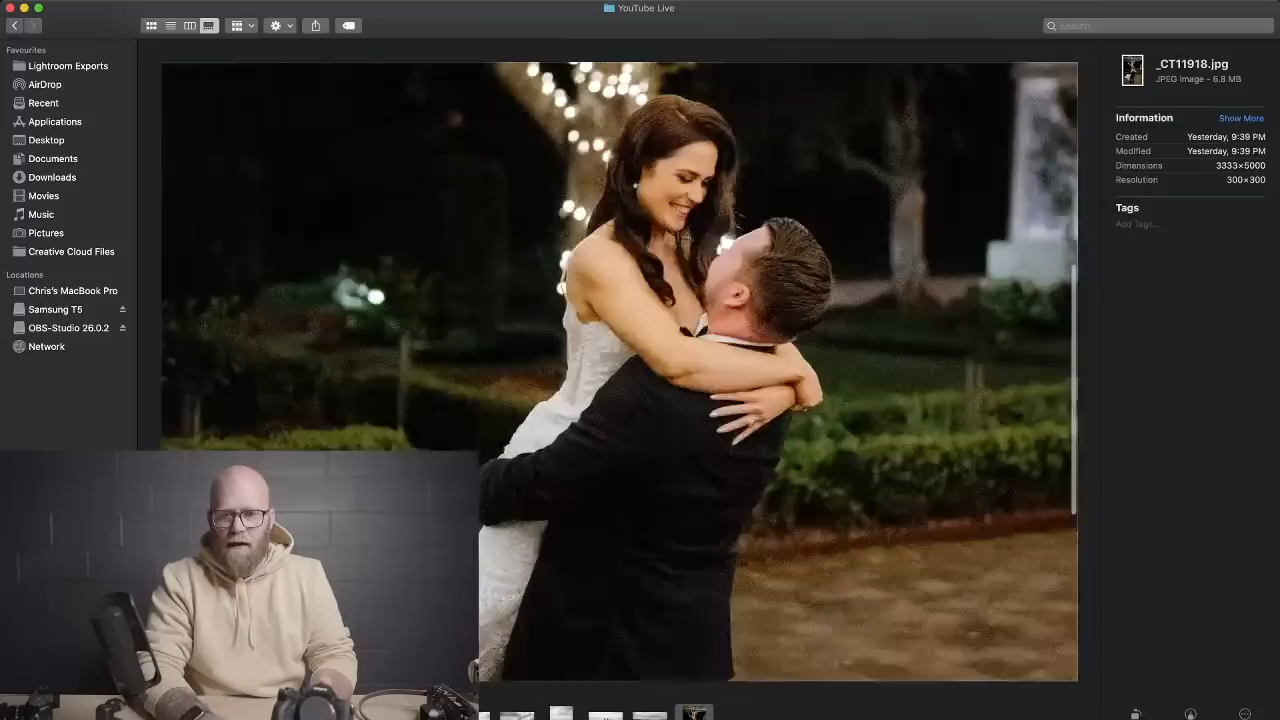 YouTube Live
Search
Favourites
Lightroom Exports
AirDrop
Recent
Applications
Desktop
Documents
Downloads
Movies
Music
Pictures
Creative Cloud Files
Locations
Chris's MacBook Pro
Samsung T5
OBS-Studio 26.0.2
Network
_CT11918.jpg
JPEG image - 6.8 MB
Information Show More
Created Yesterday, 9:39 PM
Modified Yesterday, 9:39 PM
Dimensions 3333×5000
Resolution 300×300
Tags
Add Tags...